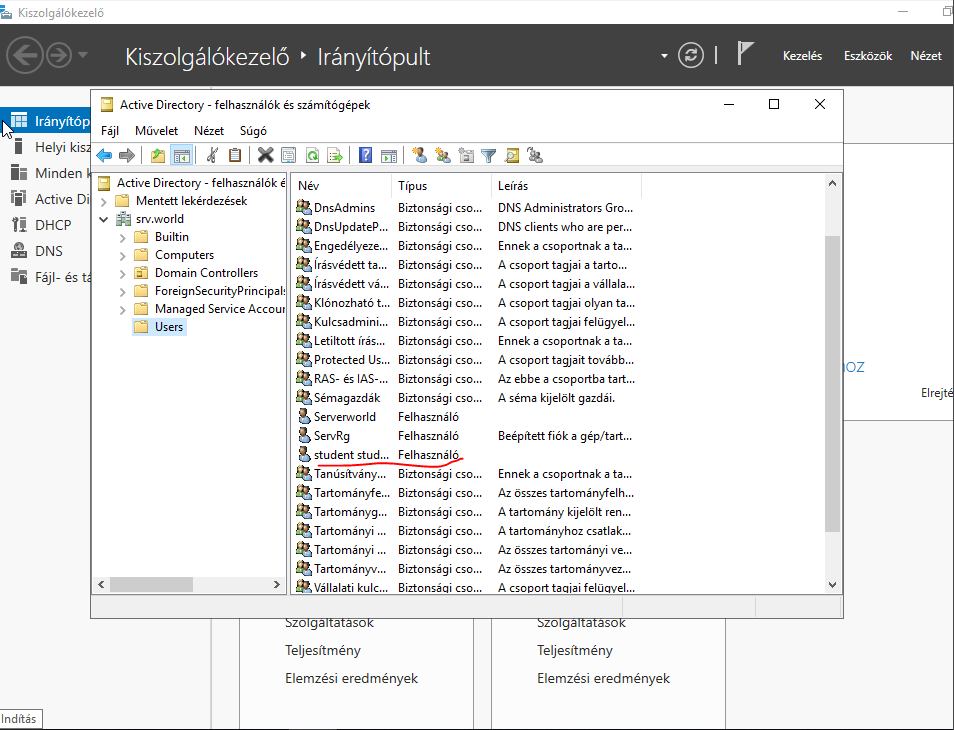 Kiszolgálókezelő
Kiszolgálókezelő ‣ Irányítópult
Kezelés Eszközök Nézet
Irányítóp
Helyi kisz
Minden k
Active Di
DHCP
DNS
Fájl- és tá
Active Directory - felhasználók és számítógépek
Fájl Művelet Nézet Súgó
Active Directory - felhasználók é
Mentett lekérdezések
srv.world
Builtin
Computers
Domain Controllers
ForeignSecurityPrincipals
Managed Service Accour
Users
Név Típus Leírás
DnsAdmins Biztonsági cso... DNS Administrators Gro...
DnsUpdateP... Biztonsági cso... DNS clients who are per...
Engedélyeze... Biztonsági cso... Ennek a csoportnak a ta...
Írásvédett ta... Biztonsági cso... A csoport tagjai a tarto...
Írásvédett vá... Biztonsági cso... A csoport tagjai a vállala...
Klónozható t... Biztonsági cso... A csoport tagjai olyan ta...
Kulcsadmini... Biztonsági cso... A csoport tagjai felügyel...
Letiltott írás... Biztonsági cso... Ennek a csoportnak a ta...
Protected Us... Biztonsági cso... A csoport tagjait tovább...
RAS- és IAS-... Biztonsági cso... Az ebbe a csoportba tart...
Sémagazdák Biztonsági cso... A séma kijelölt gazdái.
Serverworld Felhasználó
ServRg Felhasználó Beépített fiók a gép/tart...
student stud... Felhasználó
Tanúsítvány... Biztonsági cso... Ennek a csoportnak a ta...
Tartományfe... Biztonsági cso... Az összes tartományfelh...
Tartományg... Biztonsági cso... A tartomány kijelölt ren...
Tartományi ... Biztonsági cso... A tartományhoz csatlak...
Tartományi ... Biztonsági cso... Az összes tartományi ve...
Tartományv... Biztonsági cso... Az összes tartományvez...
Vállalati kulc... Biztonsági cso... A csoport tagjai felügyel...
HOZ
Elrejté
Szolgáltatások
Teljesítmény
Elemzési eredmények
Szolgáltatások
Teljesítmény
Elemzési eredmények
Indítás